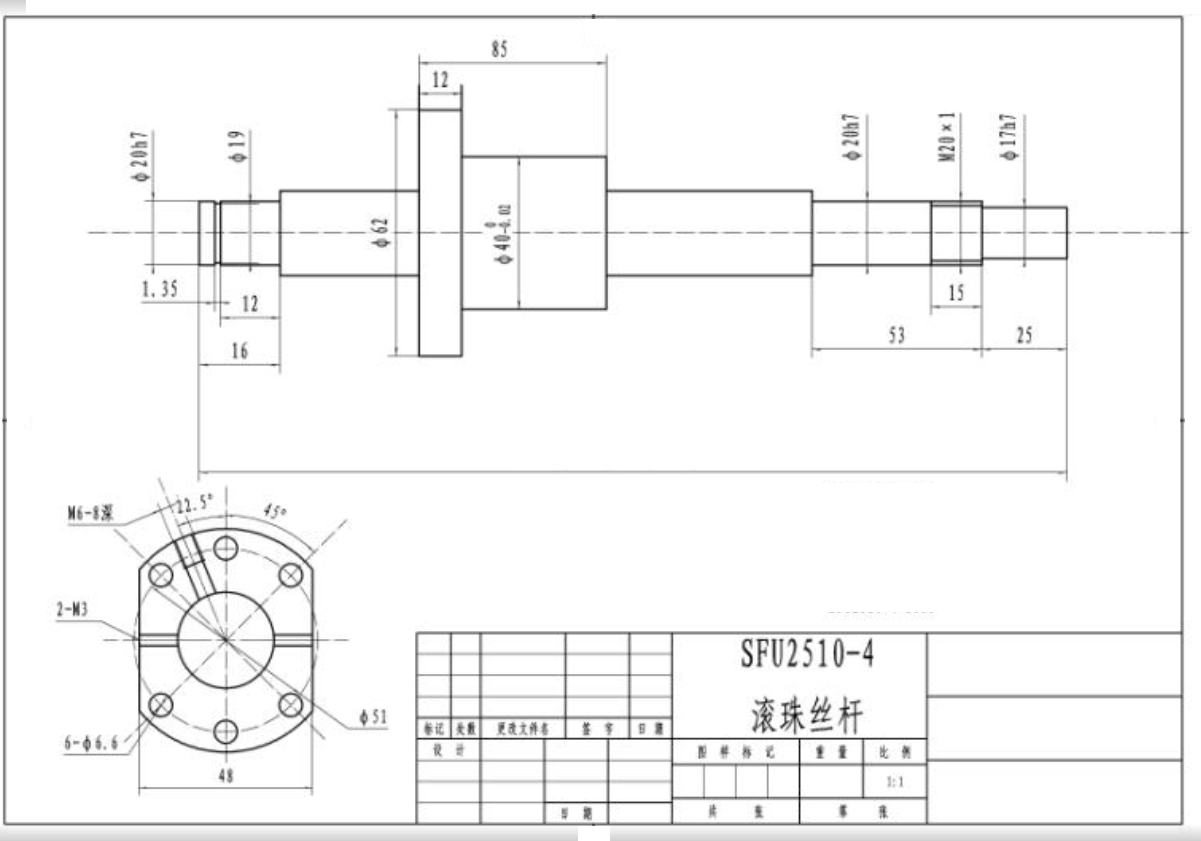 85
12
ϕ20h7
ϕ19
ϕ62
ϕ40 0 -0.02
ϕ20h7
M20×1
ϕ17h7
1.35
12
16
15
53
25
M6-8深
22.5°
45°
2-M3
6-ϕ6.6
48
ϕ51
SFU2510-4
滚珠丝杆
标记 处数 更改文件名 签字 日期
设计
日期
图样标记 重量 比例
1:1
共 张 第 张